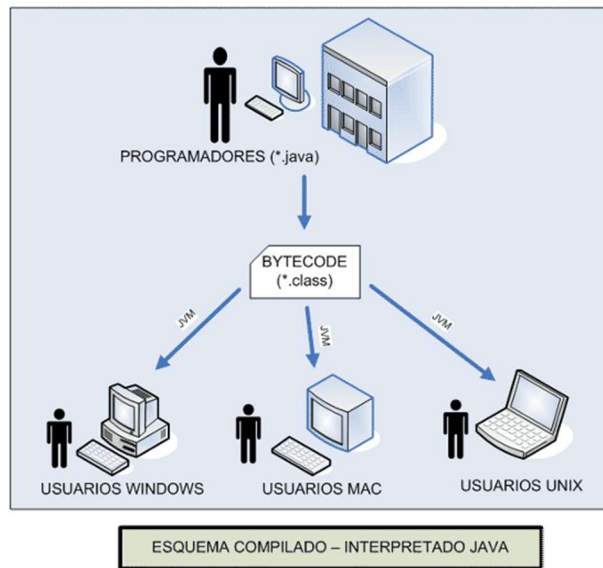 PROGRAMADORES (*.java)
BYTECODE
(*.class)
JVM
JVM
JVM
USUARIOS WINDOWS
USUARIOS MAC
USUARIOS UNIX
ESQUEMA COMPILADO – INTERPRETADO JAVA